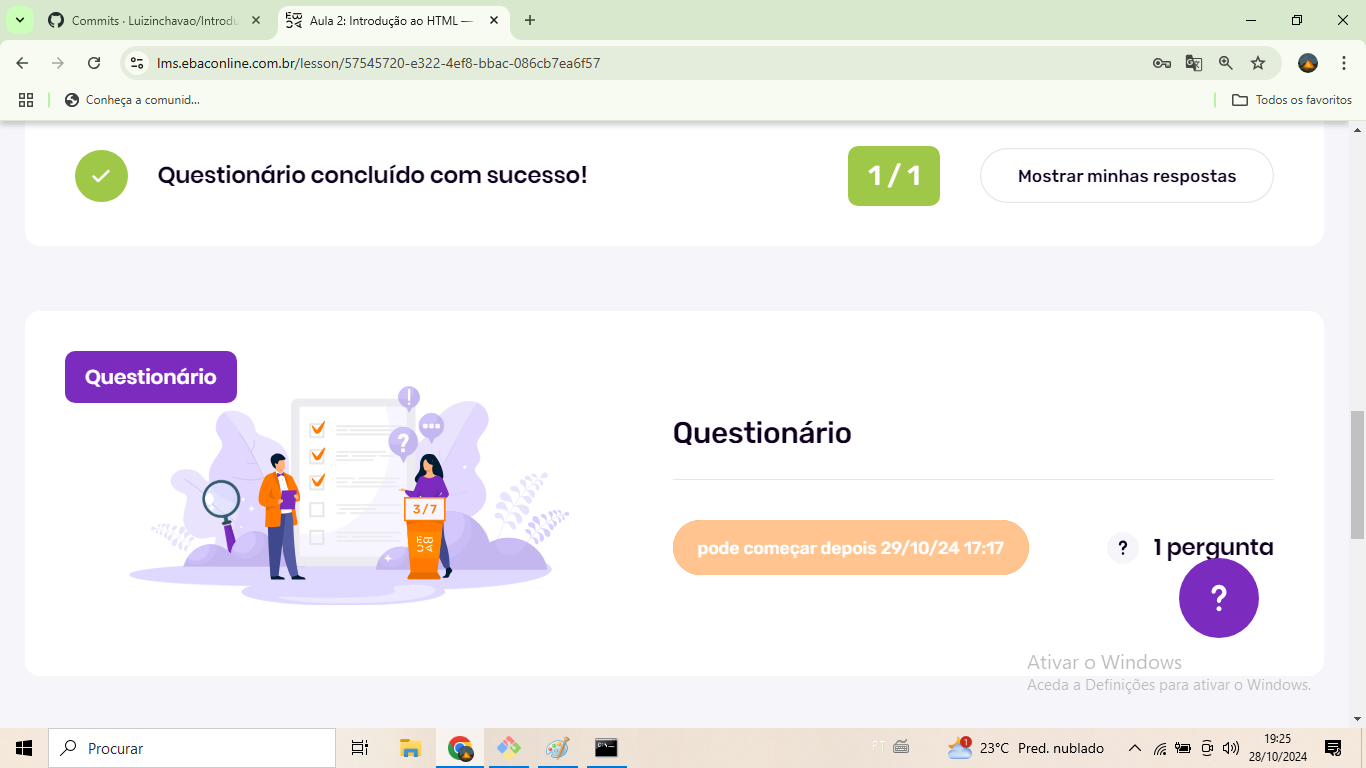 Commits · Luizinchavao/Introdu
Aula 2: Introdução ao HTML —
lms.ebaconline.com.br/lesson/57545720-e322-4ef8-bbac-086cb7ea6f57
Conheça a comunid...
Todos os favoritos
Questionário concluído com sucesso!
1 / 1
Mostrar minhas respostas
Questionário
3/7
Questionário
pode começar depois 29/10/24 17:17
? 1 pergunta
?
Ativar o Windows
Aceda a Definições para ativar o Windows.
Procurar
PT
1
23°C Pred. nublado
19:25
28/10/2024